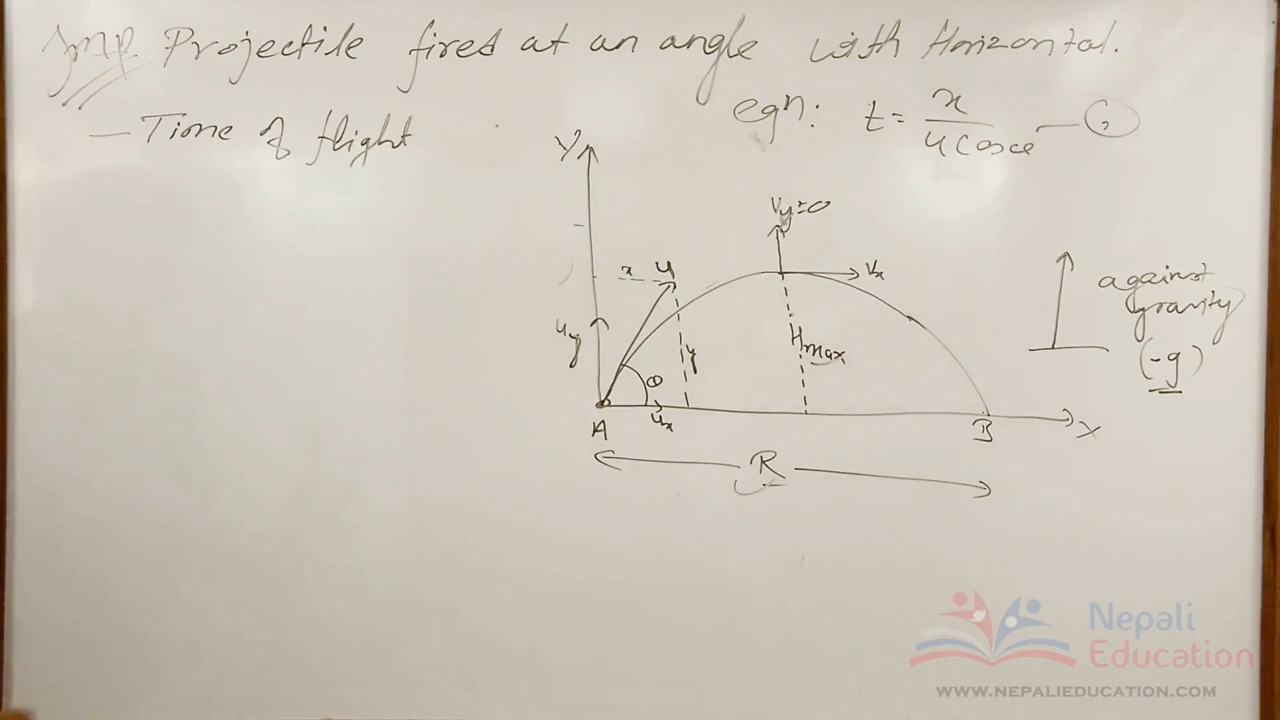 Imp Projectile fired at an angle with Horizontal.
— Time of flight
eqn: t = x / u cosθ — (i)
Y
Vy=0
x u
Vx
against
gravity
(-g)
uy
y
Hmax
θ
ux
A
B
X
R
Nepali
Education
WWW.NEPALIEDUCATION.COM